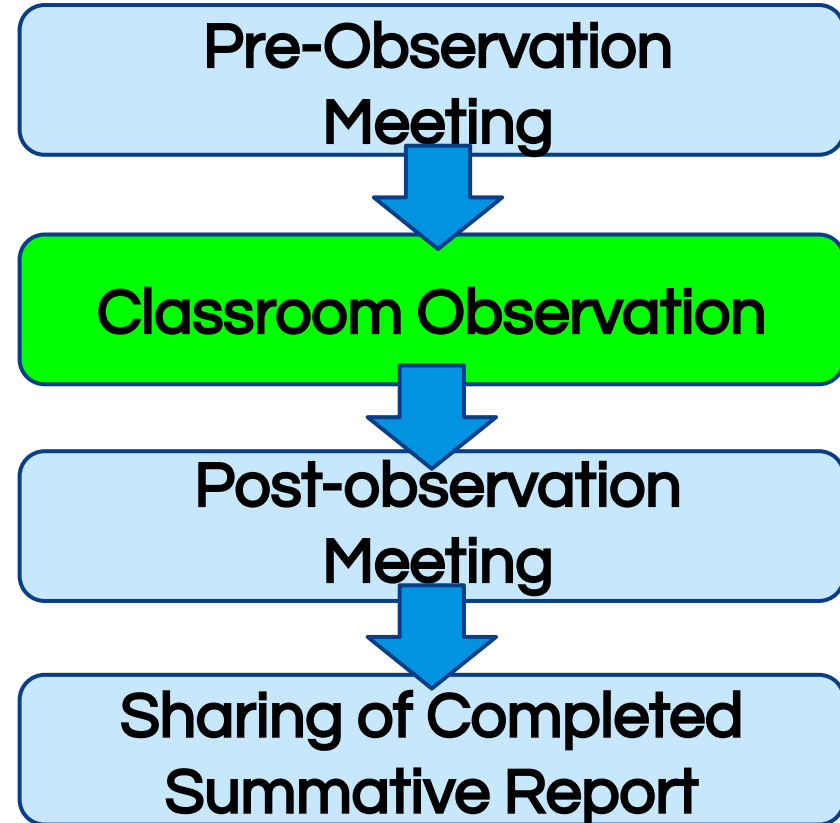 Pre-Observation
Meeting
Classroom Observation
Post-observation
Meeting
Sharing of Completed
Summative Report